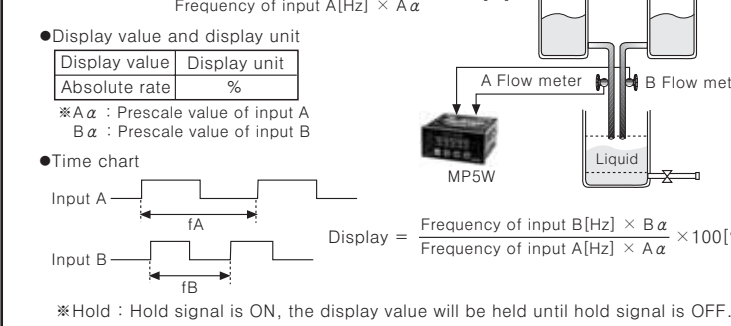 Frequency of input A[Hz] × Aα
●Display value and display unit
Display value Display unit
Absolute rate %
※Aα : Prescale value of input A
Bα : Prescale value of input B
●Time chart
Input A
fA
Input B
fB
A Flow meter
B Flow met
Liquid
MP5W
Display = Frequency of input B[Hz] × Bα
Frequency of input A[Hz] × Aα
×100[
※Hold : Hold signal is ON, the display value will be held until hold signal is OFF.